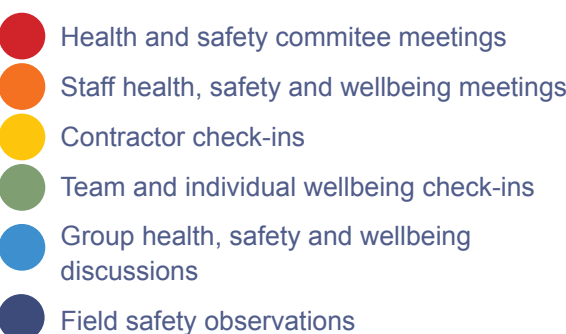 Health and safety commitee meetings
Staff health, safety and wellbeing meetings
Contractor check-ins
Team and individual wellbeing check-ins
Group health, safety and wellbeing
discussions
Field safety observations